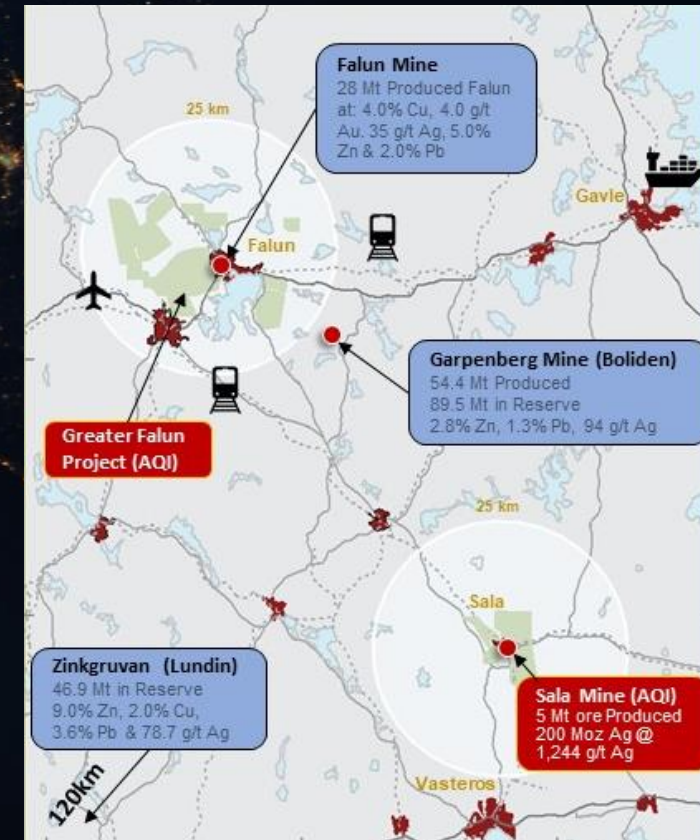 Falun Mine
28 Mt Produced Falun
at: 4.0% Cu, 4.0 g/t
Au. 35 g/t Ag, 5.0%
Zn & 2.0% Pb
25 km
Gavle
Falun
Garpenberg Mine (Boliden)
54.4 Mt Produced
89.5 Mt in Reserve
2.8% Zn, 1.3% Pb, 94 g/t Ag
Greater Falun
Project (AQI)
25 km
Sala
Zinkgruvan (Lundin)
46.9 Mt in Reserve
9.0% Zn, 2.0% Cu,
3.6% Pb & 78.7 g/t Ag
Sala Mine (AQI)
5 Mt ore Produced
200 Moz Ag @
1,244 g/t Ag
120km
Vasteros